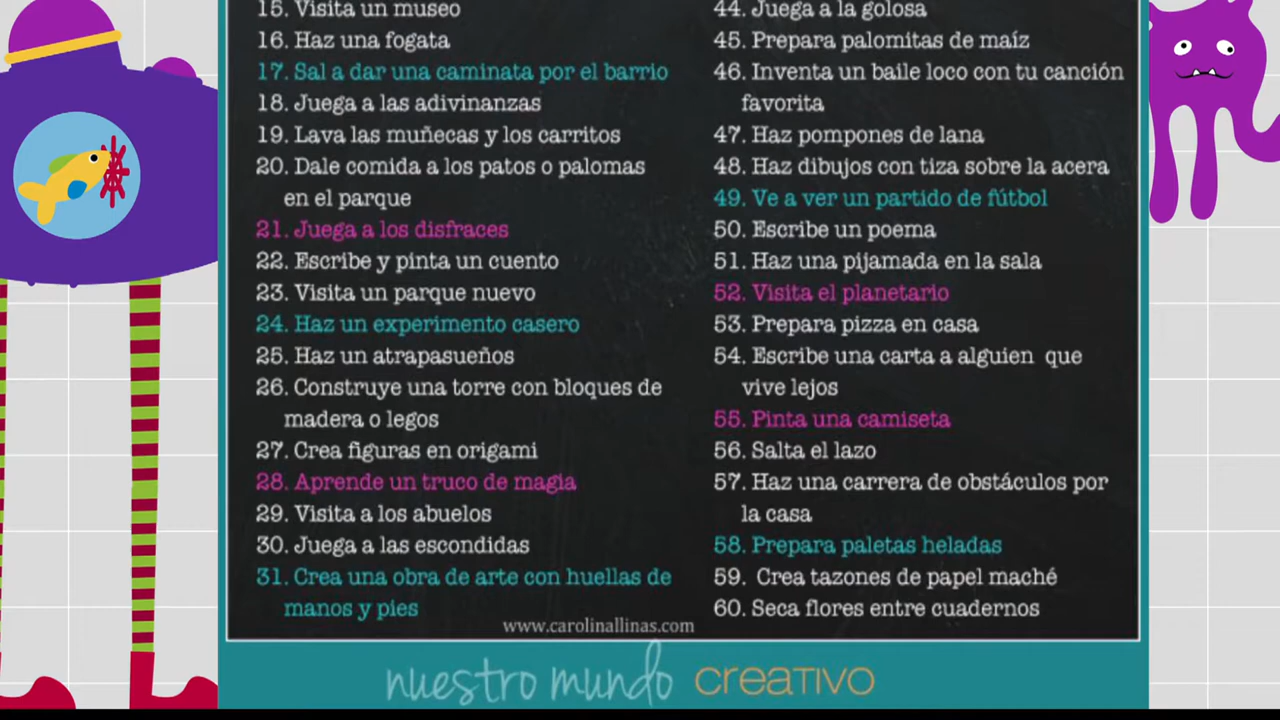 15. Visita un museo
16. Haz una fogata
17. Sal a dar una caminata por el barrio
18. Juega a las adivinanzas
19. Lava las muñecas y los carritos
20. Dale comida a los patos o palomas
en el parque
21. Juega a los disfraces
22. Escribe y pinta un cuento
23. Visita un parque nuevo
24. Haz un experimento casero
25. Haz un atrapasueños
26. Construye una torre con bloques de
madera o legos
27. Crea figuras en origami
28. Aprende un truco de magia
29. Visita a los abuelos
30. Juega a las escondidas
31. Crea una obra de arte con huellas de
manos y pies
44. Juega a la golosa
45. Prepara palomitas de maíz
46. Inventa un baile loco con tu canción
favorita
47. Haz pompones de lana
48. Haz dibujos con tiza sobre la acera
49. Ve a ver un partido de fútbol
50. Escribe un poema
51. Haz una pijamada en la sala
52. Visita el planetario
53. Prepara pizza en casa
54. Escribe una carta a alguien que
vive lejos
55. Pinta una camiseta
56. Salta el lazo
57. Haz una carrera de obstáculos por
la casa
58. Prepara paletas heladas
59. Crea tazones de papel maché
60. Seca flores entre cuadernos
www.carolinallinas.com
nuestro mundo creativo